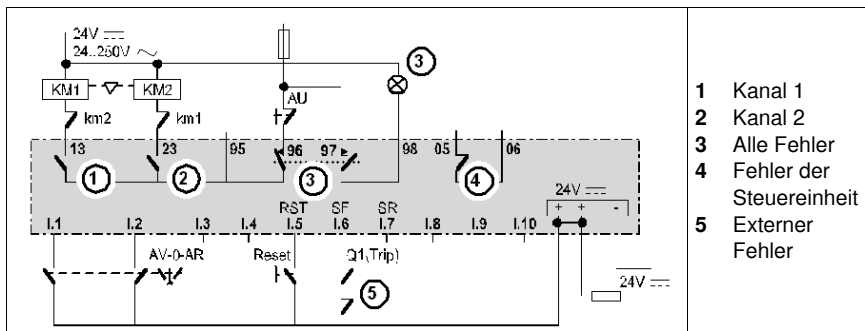 24V
24..250V
3
KM1
KM2
AU
km2
km1
13
23
95
96
97
98
05
06
1
2
3
4
24V
+ + -
RST SF SR
I.1 I.2 I.3 I.4 I.5 I.6 I.7 I.8 I.9 I.10
AV-0-AR
Reset
Q1(Trip)
5
24V
1 Kanal 1
2 Kanal 2
3 Alle Fehler
4 Fehler der
Steuereinheit
5 Externer
Fehler